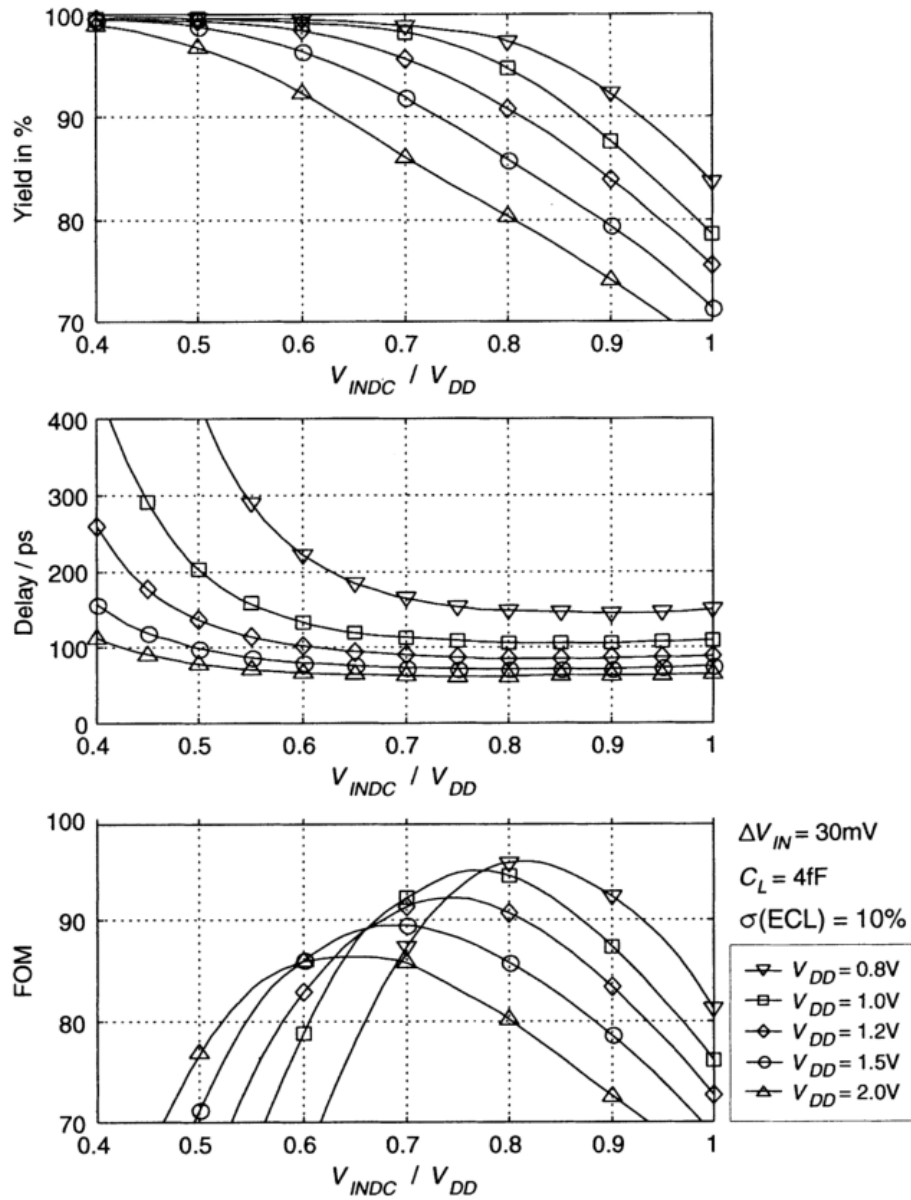 100
90
80
70
Yield in %
0.4 0.5 0.6 0.7 0.8 0.9 1
V_INDC / V_DD
400
300
200
100
0
Delay / ps
0.4 0.5 0.6 0.7 0.8 0.9 1
V_INDC / V_DD
100
90
80
70
FOM
0.4 0.5 0.6 0.7 0.8 0.9 1
V_INDC / V_DD
ΔV_IN = 30mV
C_L = 4fF
σ(ECL) = 10%
V_DD = 0.8V
V_DD = 1.0V
V_DD = 1.2V
V_DD = 1.5V
V_DD = 2.0V